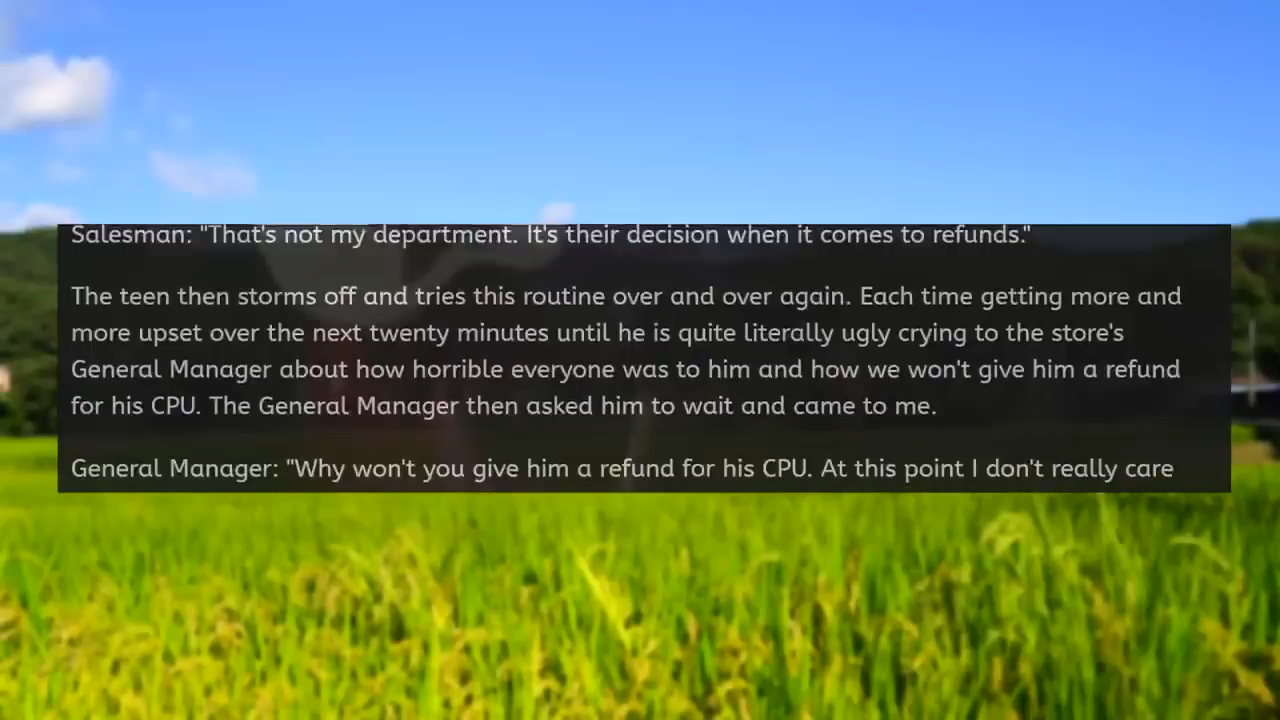 Salesman: "That's not my department. It's their decision when it comes to refunds."
The teen then storms off and tries this routine over and over again. Each time getting more and
more upset over the next twenty minutes until he is quite literally ugly crying to the store's
General Manager about how horrible everyone was to him and how we won't give him a refund
for his CPU. The General Manager then asked him to wait and came to me.
General Manager: "Why won't you give him a refund for his CPU. At this point I don't really care